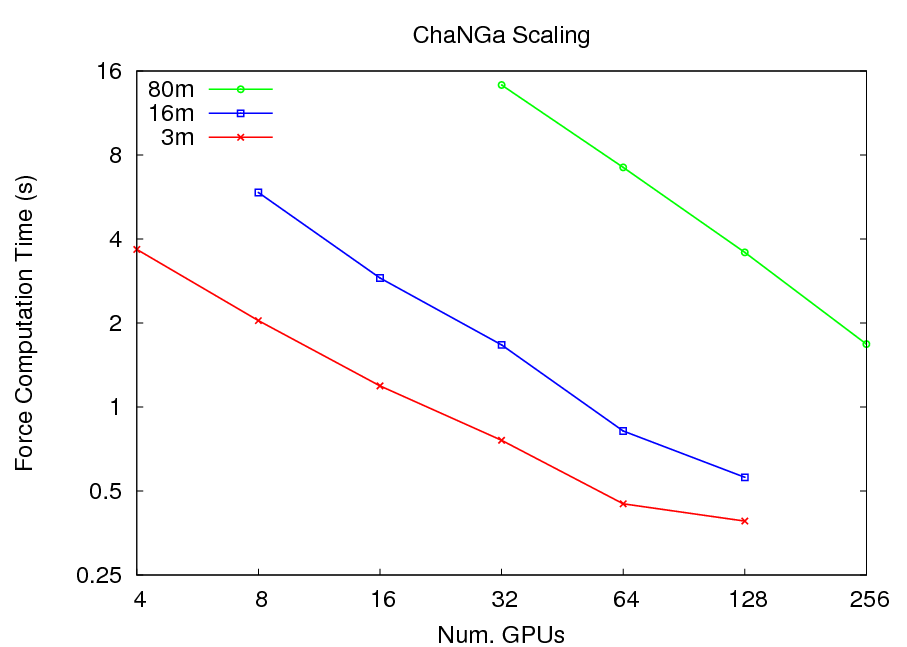 ChaNGa Scaling
80m
16m
3m
16
8
4
2
1
0.5
0.25
Force Computation Time (s)
4 8 16 32 64 128 256
Num. GPUs